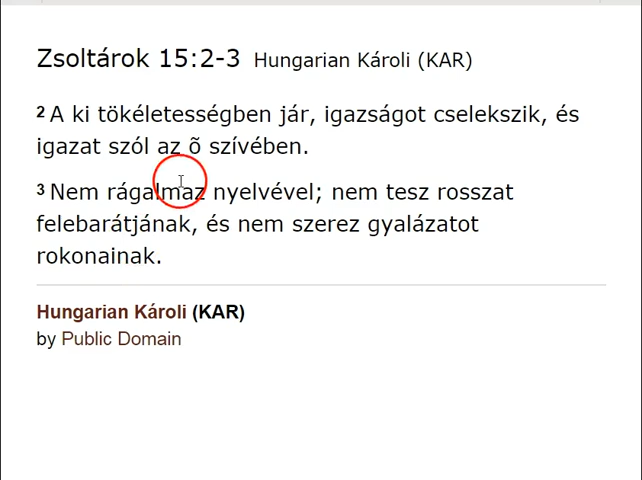 Zsoltárok 15:2-3 Hungarian Károli (KAR)
2 A ki tökéletességben jár, igazságot cselekszik, és
igazat szól az õ szívében.
3 Nem rágalmaz nyelvével; nem tesz rosszat
felebarátjának, és nem szerez gyalázatot
rokonainak.
Hungarian Károli (KAR)
by Public Domain